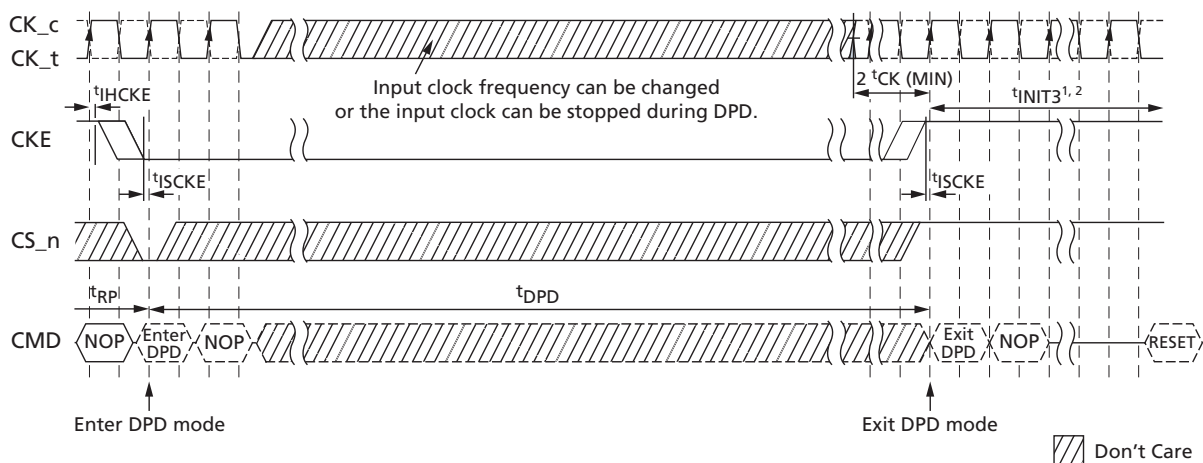 CK_c
CK_t
Input clock frequency can be changed
or the input clock can be stopped during DPD.
2 tCK (MIN)
tINIT31, 2
tIHCKE
CKE
tISCKE
tISCKE
CS_n
tRP
tDPD
CMD
NOP
Enter
DPD
NOP
Exit
DPD
NOP
RESET
Enter DPD mode
Exit DPD mode
Don't Care